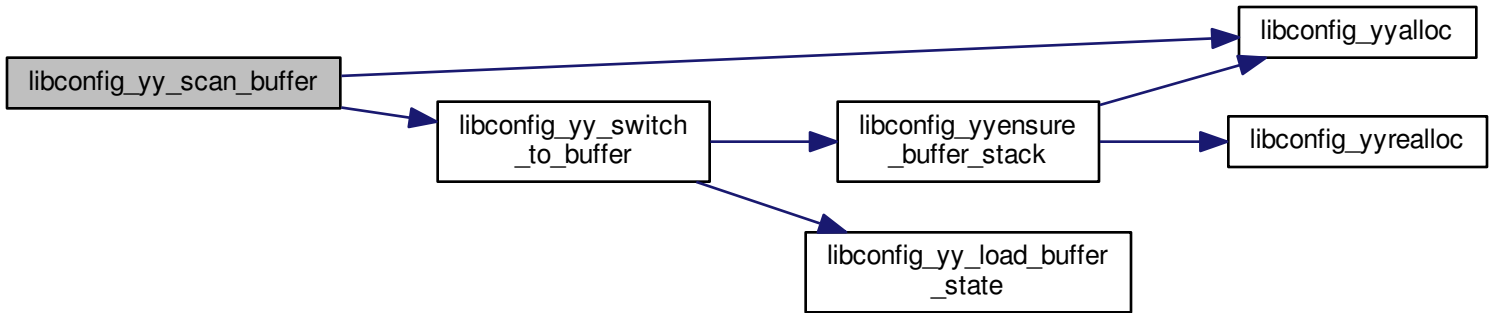 libconfig_yyalloc
libconfig_yy_scan_buffer
libconfig_yy_switch
_to_buffer
libconfig_yyensure
_buffer_stack
libconfig_yyrealloc
libconfig_yy_load_buffer
_state